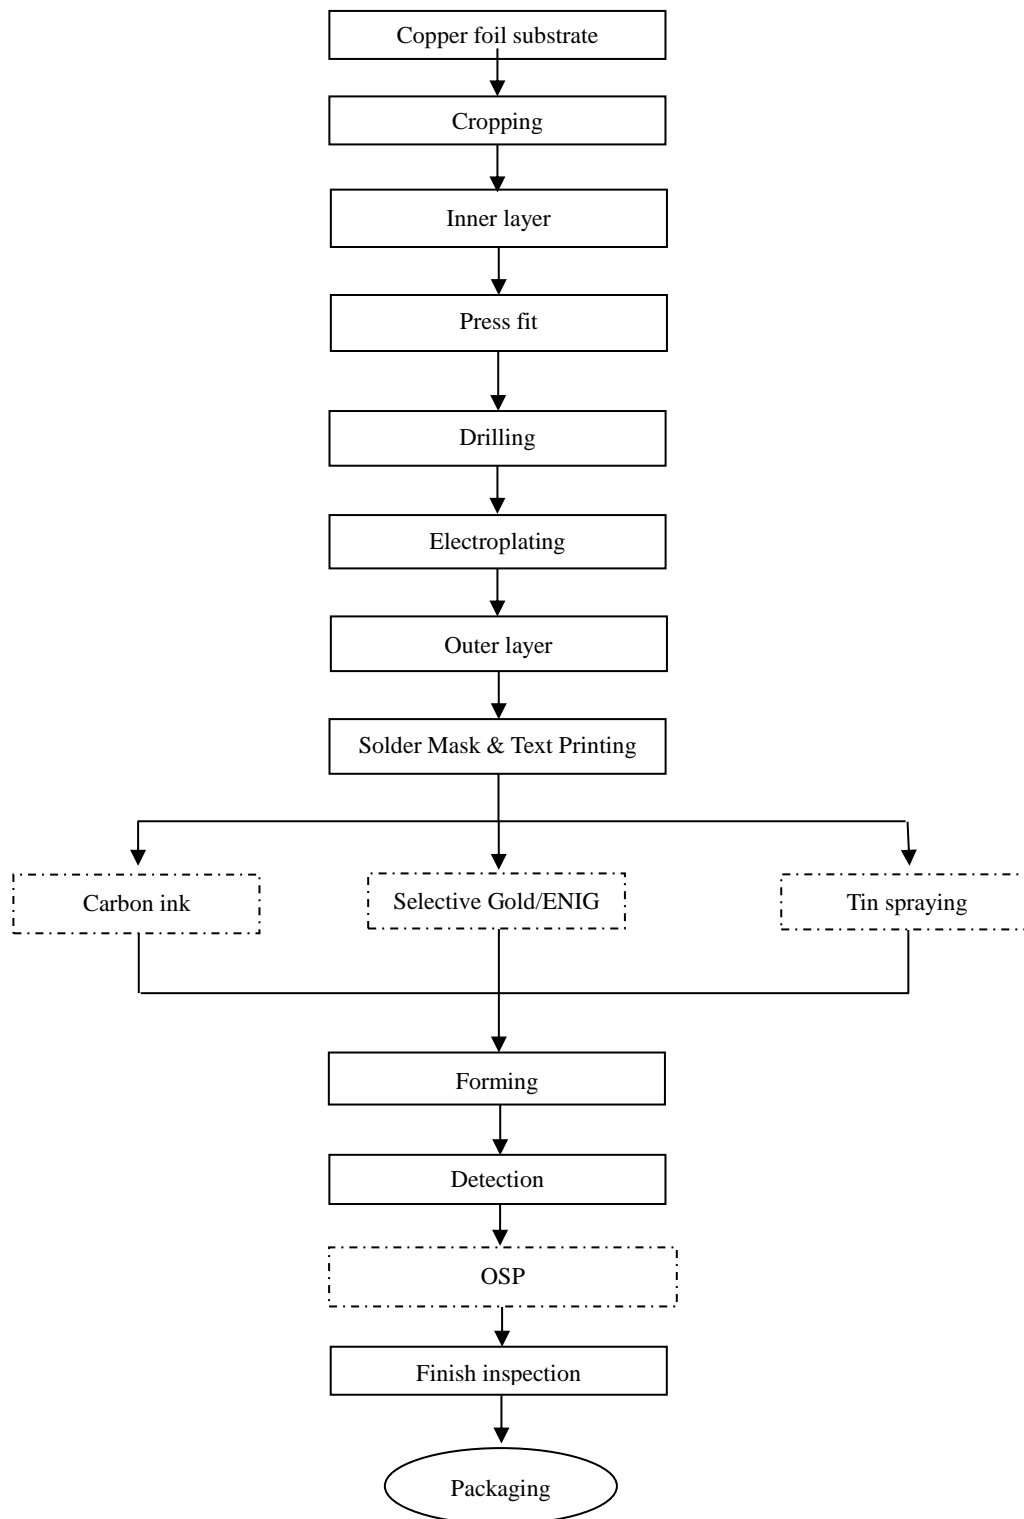 Copper foil substrate
Cropping
Inner layer
Press fit
Drilling
Electroplating
Outer layer
Solder Mask & Text Printing
Carbon ink
Selective Gold/ENIG
Tin spraying
Forming
Detection
OSP
Finish inspection
Packaging